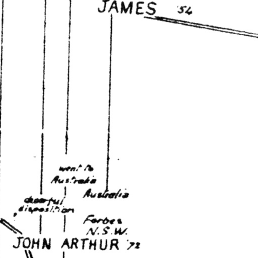 JAMES '54
went to
Australia
Australia
cheerful
disposition
Forbes
N.S.W.
JOHN ARTHUR '72